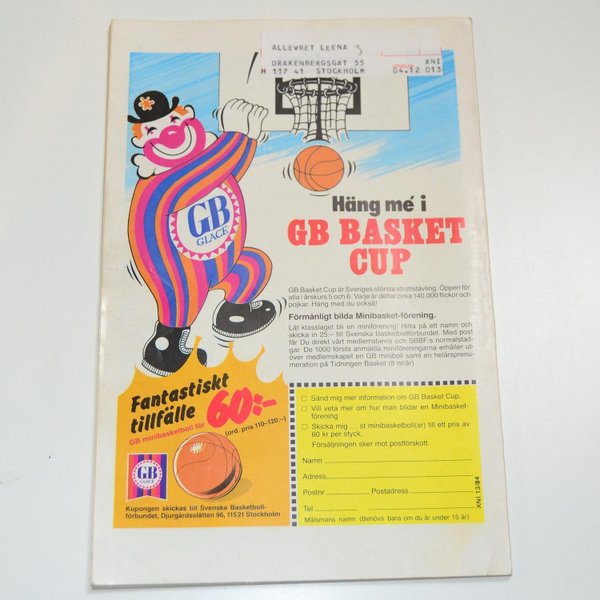 ALLEVRET LEENA 3
DRAKENBERGSGAT 55 XNI
H 117 41 STOCKHOLM 04.12 013
GB
GLACE
Häng me' i
GB BASKET
CUP
GB Basket Cup är Sveriges största idrottstävling. Öppen för
alla i årskurs 5 och 6. Varje år deltar cirka 140.000 flickor och
pojkar. Häng med du också!
Förmånligt bilda Minibasket-förening.
Låt klasslaget bli en miniförening! Hitta på ett namn och
skicka in 25:– till Svenska Basketbollförbundet. Med post
får Du direkt vårt medlemsbevis och SBBF:s normalstad-
gar. De 1000 första anmälda miniföreningarna erhåller ut-
över medlemskapet en GB miniboll samt en helårsprenu-
meration på Tidningen Basket (8 nr/år)
Fantastiskt
tillfälle 60:–
GB minibasketboll för (ord. pris 110–120:–)
GB
GLACE
Kupongen skickas till Svenska Basketboll-
förbundet, Djurgårdsslätten 96, 115 21 Stockholm
Sänd mig mer information om GB Basket Cup.
Vill veta mer om hur man bildar en Minibasket-
förening
Skicka mig ... st minibasketboll(ar) till ett pris av
60 kr per styck.
Försäljningen sker mot postförskott.
Namn
Adress
Postnr Postadress
Tel
Målsmans namn (Behövs bara om du är under 15 år)
XNI 13/84